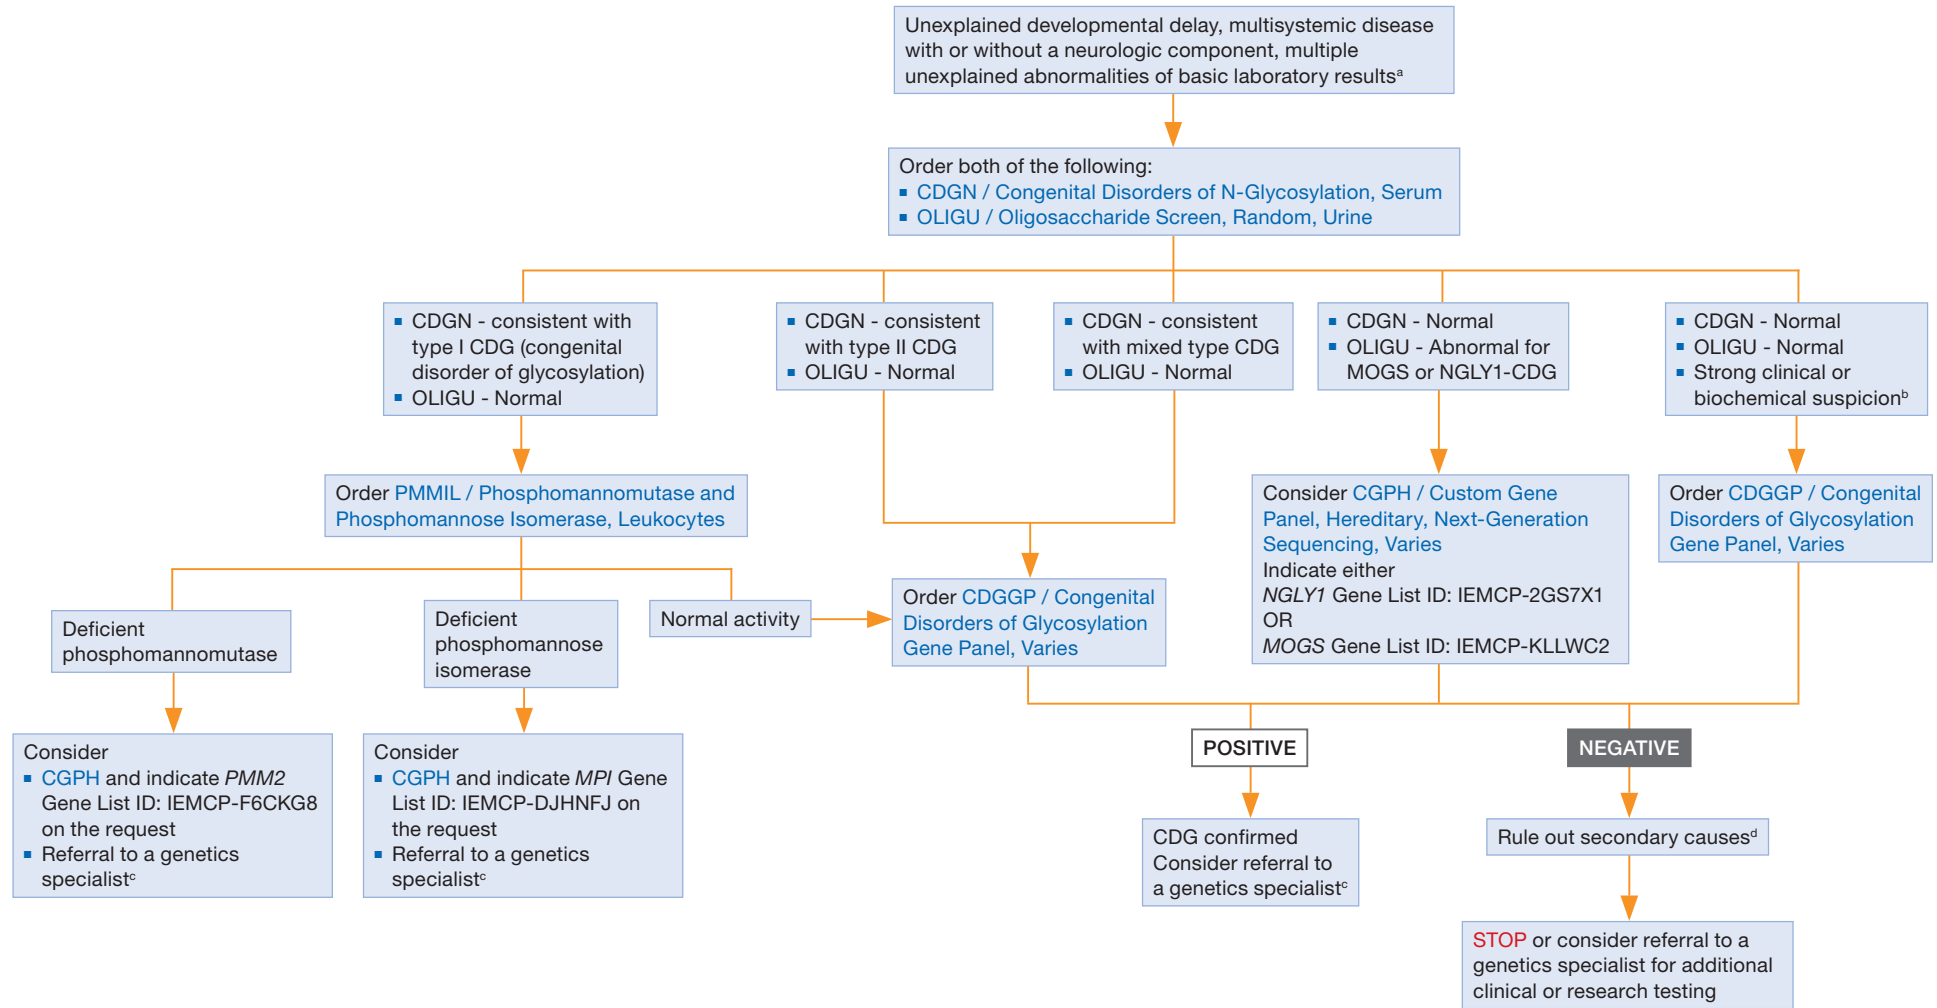 Unexplained developmental delay, multisystemic disease
with or without a neurologic component, multiple
unexplained abnormalities of basic laboratory resultsᵃ
Order both of the following:
▪ CDGN / Congenital Disorders of N-Glycosylation, Serum
▪ OLIGU / Oligosaccharide Screen, Random, Urine
▪ CDGN - consistent with
type I CDG (congenital
disorder of glycosylation)
▪ OLIGU - Normal
▪ CDGN - consistent
with type II CDG
▪ OLIGU - Normal
▪ CDGN - consistent
with mixed type CDG
▪ OLIGU - Normal
▪ CDGN - Normal
▪ OLIGU - Abnormal for
MOGS or NGLY1-CDG
▪ CDGN - Normal
▪ OLIGU - Normal
▪ Strong clinical or
biochemical suspicionᵇ
Order PMMIL / Phosphomannomutase and
Phosphomannose Isomerase, Leukocytes
Consider CGPH / Custom Gene
Panel, Hereditary, Next-Generation
Sequencing, Varies
Indicate either
NGLY1 Gene List ID: IEMCP-2GS7X1
OR
MOGS Gene List ID: IEMCP-KLLWC2
Order CDGGP / Congenital
Disorders of Glycosylation
Gene Panel, Varies
Deficient
phosphomannomutase
Deficient
phosphomannose
isomerase
Normal activity
Order CDGGP / Congenital
Disorders of Glycosylation
Gene Panel, Varies
Consider
▪ CGPH and indicate PMM2
Gene List ID: IEMCP-F6CKG8
on the request
▪ Referral to a genetics
specialistᶜ
Consider
▪ CGPH and indicate MPI Gene
List ID: IEMCP-DJHNFJ on
the request
▪ Referral to a genetics
specialistᶜ
POSITIVE
NEGATIVE
CDG confirmed
Consider referral to
a genetics specialistᶜ
Rule out secondary causesᵈ
STOP or consider referral to a
genetics specialist for additional
clinical or research testing